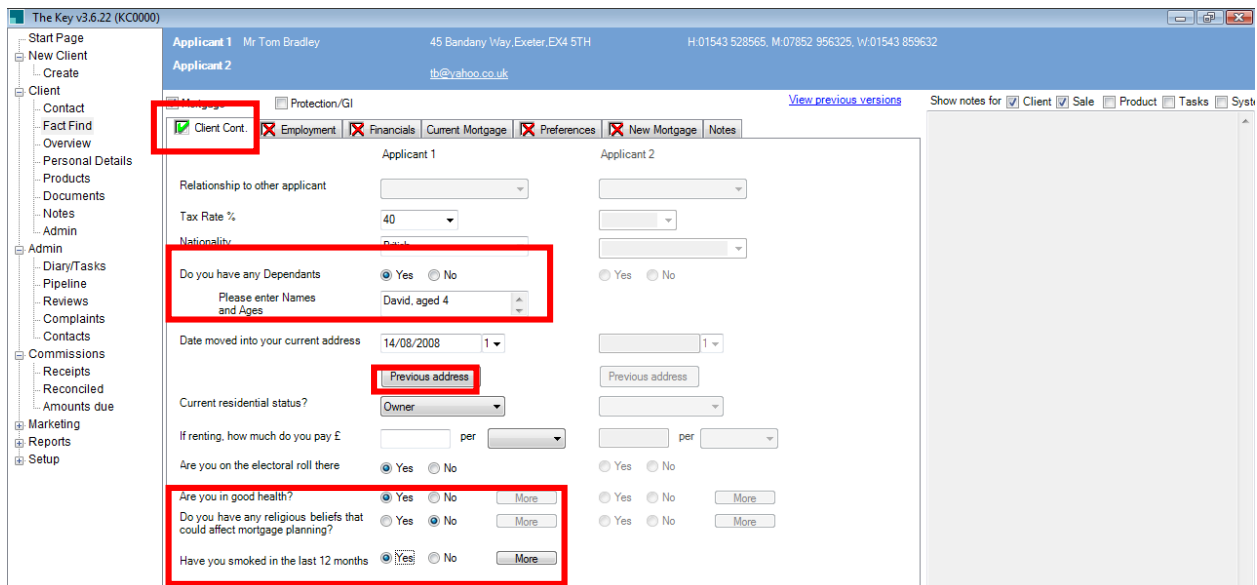 The Key v3.6.22 (KC0000)
Start Page
New Client
Create
Client
Contact
Fact Find
Overview
Personal Details
Products
Documents
Notes
Admin
Admin
Diary/Tasks
Pipeline
Reviews
Complaints
Contacts
Commissions
Receipts
Reconciled
Amounts due
Marketing
Reports
Setup
Applicant 1 Mr Tom Bradley 45 Bandany Way,Exeter,EX4 5TH H:01543 528565, M:07852 956325, W:01543 859632
Applicant 2 tb@yahoo.co.uk
Mortgage Protection/GI View previous versions Show notes for Client Sale Product Tasks Syste
Client Cont. Employment Financials Current Mortgage Preferences New Mortgage Notes
Applicant 1 Applicant 2
Relationship to other applicant
Tax Rate % 40
Nationality British
Do you have any Dependants Yes No Yes No
Please enter Names David, aged 4
and Ages
Date moved into your current address 14/08/2008 1 1
Previous address Previous address
Current residential status? Owner
If renting, how much do you pay £ per per
Are you on the electoral roll there Yes No Yes No
Are you in good health? Yes No More Yes No More
Do you have any religious beliefs that Yes No More Yes No More
could affect mortgage planning?
Have you smoked in the last 12 months Yes No More